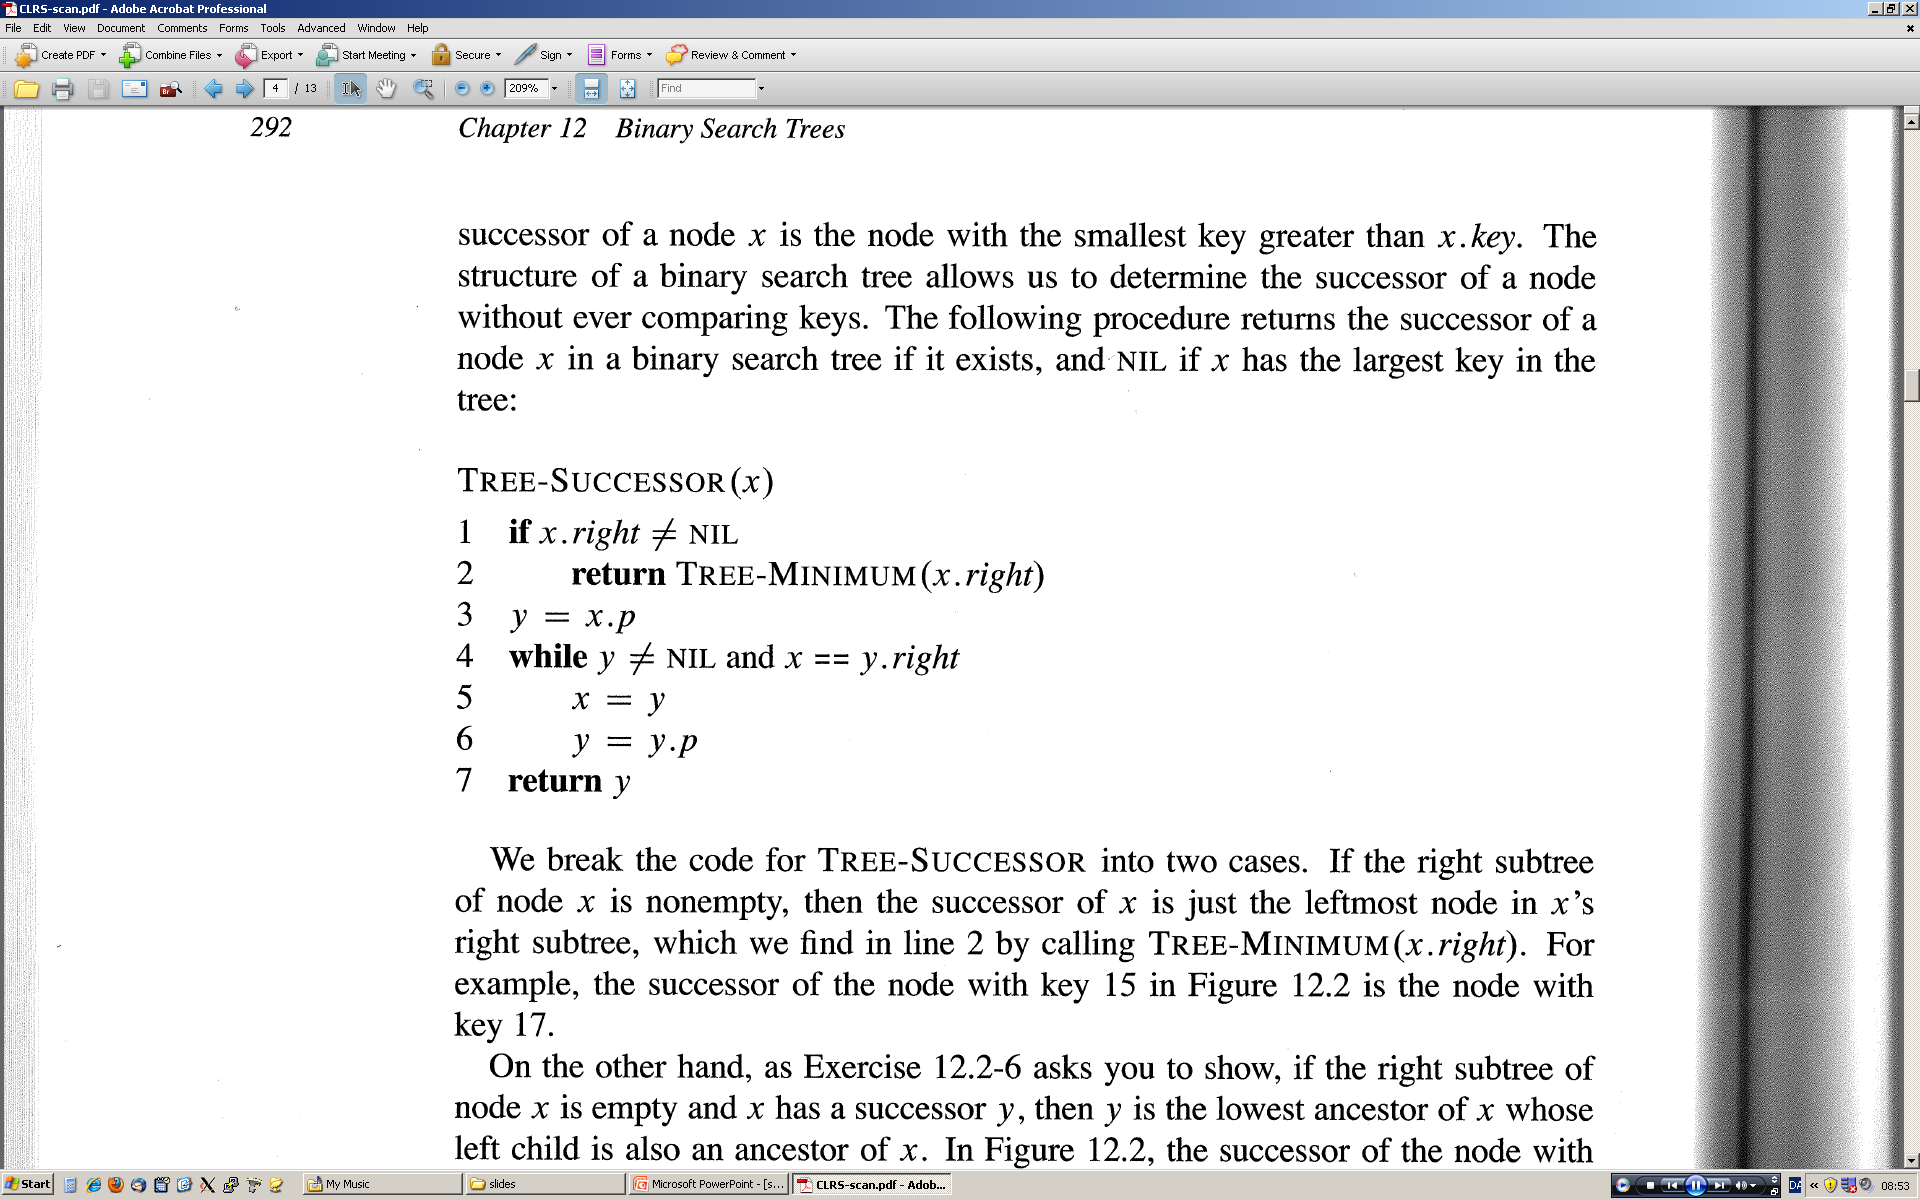 CLRS-scan.pdf - Adobe Acrobat Professional
File Edit View Document Comments Forms Tools Advanced Window Help
Create PDF Combine Files Export Start Meeting Secure Sign Forms Review & Comment
4 / 13 209% Find
292 Chapter 12 Binary Search Trees
successor of a node x is the node with the smallest key greater than x.key. The
structure of a binary search tree allows us to determine the successor of a node
without ever comparing keys. The following procedure returns the successor of a
node x in a binary search tree if it exists, and NIL if x has the largest key in the
tree:
TREE-SUCCESSOR(x)
1 if x.right ≠ NIL
2 return TREE-MINIMUM(x.right)
3 y = x.p
4 while y ≠ NIL and x == y.right
5 x = y
6 y = y.p
7 return y
We break the code for TREE-SUCCESSOR into two cases. If the right subtree
of node x is nonempty, then the successor of x is just the leftmost node in x's
right subtree, which we find in line 2 by calling TREE-MINIMUM(x.right). For
example, the successor of the node with key 15 in Figure 12.2 is the node with
key 17.
On the other hand, as Exercise 12.2-6 asks you to show, if the right subtree of
node x is empty and x has a successor y, then y is the lowest ancestor of x whose
left child is also an ancestor of x. In Figure 12.2, the successor of the node with
Start My Music slides Microsoft PowerPoint - [s... CLRS-scan.pdf - Adob... DA 08:53